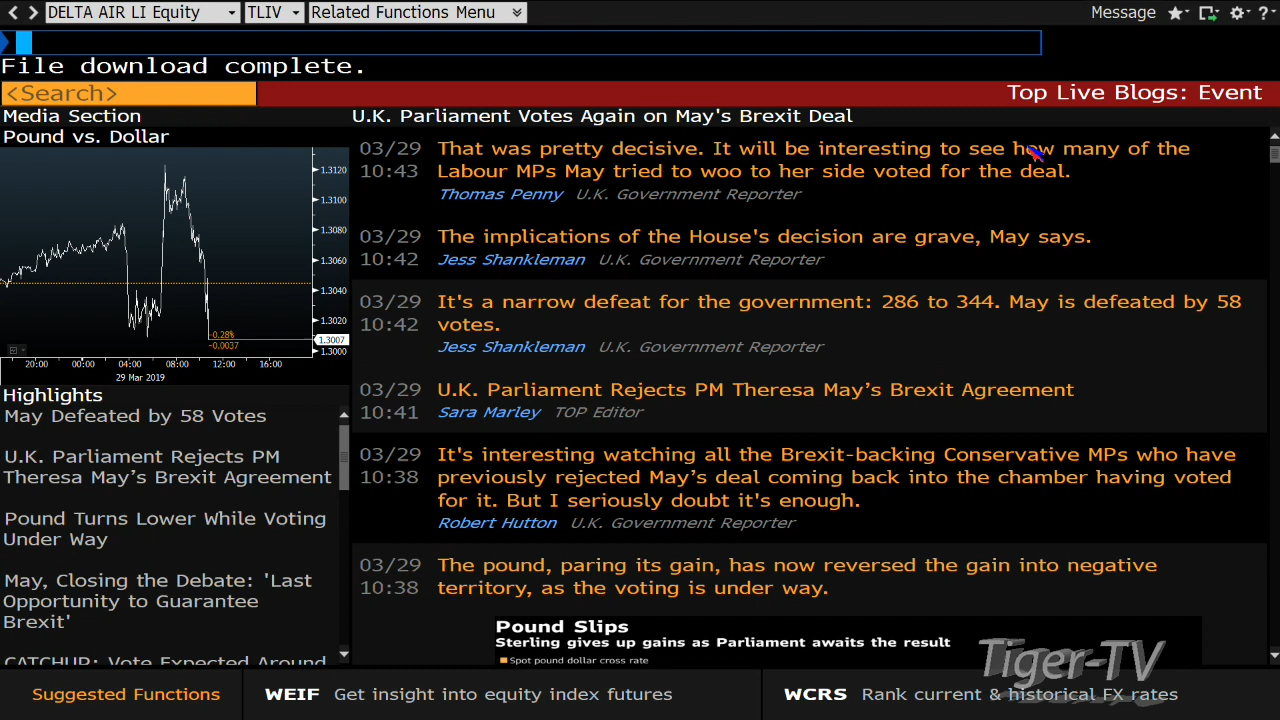 DELTA AIR LI Equity
TLIV
Related Functions Menu
Message
File download complete.
<Search>
Top Live Blogs: Event
Media Section
U.K. Parliament Votes Again on May's Brexit Deal
Pound vs. Dollar
1.3120
1.3100
1.3080
1.3060
1.3040
1.3020
1.3007
1.3000
-0.28%
-0.0037
20:00 00:00 04:00 08:00 12:00 16:00
29 Mar 2019
Highlights
May Defeated by 58 Votes
U.K. Parliament Rejects PM
Theresa May's Brexit Agreement
Pound Turns Lower While Voting
Under Way
May, Closing the Debate: 'Last
Opportunity to Guarantee
Brexit'
CATCHUP: Vote Expected Around
03/29 That was pretty decisive. It will be interesting to see how many of the
10:43 Labour MPs May tried to woo to her side voted for the deal.
Thomas Penny U.K. Government Reporter
03/29 The implications of the House's decision are grave, May says.
10:42 Jess Shankleman U.K. Government Reporter
03/29 It's a narrow defeat for the government: 286 to 344. May is defeated by 58
10:42 votes.
Jess Shankleman U.K. Government Reporter
03/29 U.K. Parliament Rejects PM Theresa May's Brexit Agreement
10:41 Sara Marley TOP Editor
03/29 It's interesting watching all the Brexit-backing Conservative MPs who have
10:38 previously rejected May's deal coming back into the chamber having voted
for it. But I seriously doubt it's enough.
Robert Hutton U.K. Government Reporter
03/29 The pound, paring its gain, has now reversed the gain into negative
10:38 territory, as the voting is under way.
Pound Slips
Sterling gives up gains as Parliament awaits the result
Spot pound dollar cross rate
Tiger-TV
Suggested Functions
WEIF Get insight into equity index futures
WCRS Rank current & historical FX rates